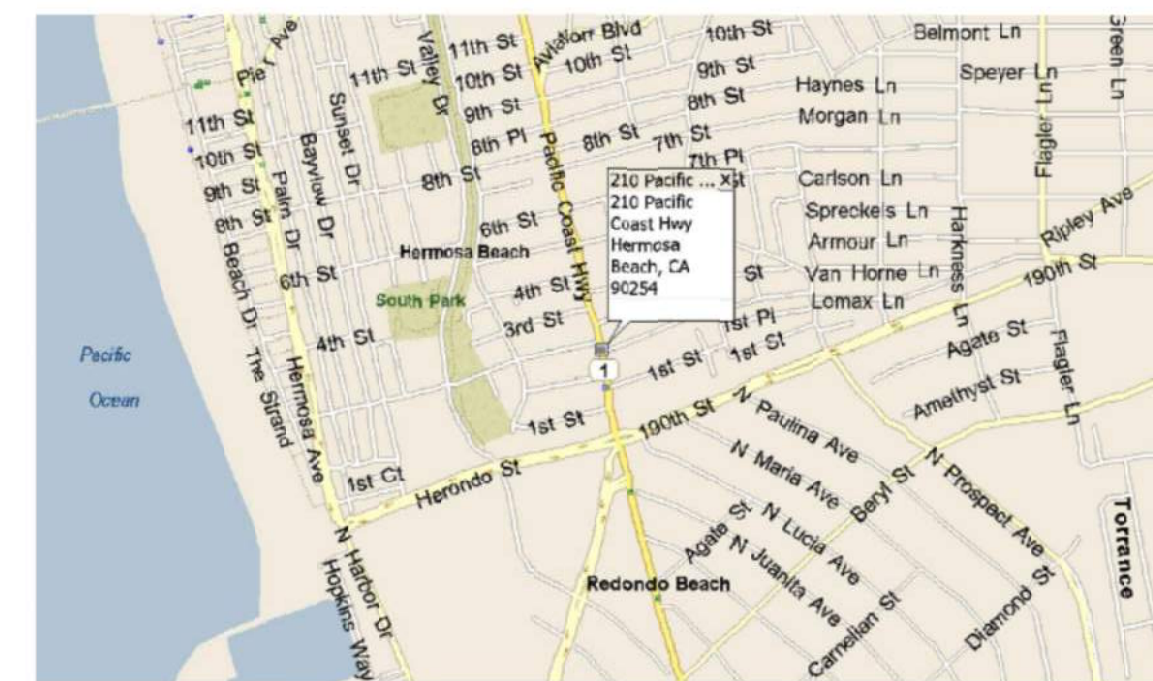 Pier Ave
11th St
10th St
9th St
8th St
Beach Dr
The Strand
Palm Dr
Bayview Dr
Sunset Dr
Hermosa Ave
6th St
4th St
1st Ct
Herondo St
N Harbor Dr
Hopkins Way
Pacific
Ocean
Valley Dr
11th St
11th St
10th St
9th St
8th Pl
8th St
6th St
Hermosa Beach
South Park
4th St
3rd St
1st St
Pacific Coast Hwy
10th St
10th St
9th St
8th St
8th St
7th St
7th Pl
210 Pacific ... X
210 Pacific
Coast Hwy
Hermosa
Beach, CA
90254
St
1st Pl
1st St
1st St
1
190th St
190th St
Belmont Ln
Speyer Ln
Haynes Ln
Morgan Ln
Carlson Ln
Spreckels Ln
Armour Ln
Van Horne Ln
Lomax Ln
Harkness Ln
Flagler Ln
Green Ln
Ripley Ave
Agate St
Amethyst St
Flagler Ln
N Paulina Ave
N Maria Ave
N Lucia Ave
N Juanita Ave
Agate St
Beryl St
N Prospect Ave
Carnelian St
Diamond St
Redondo Beach
Torrance